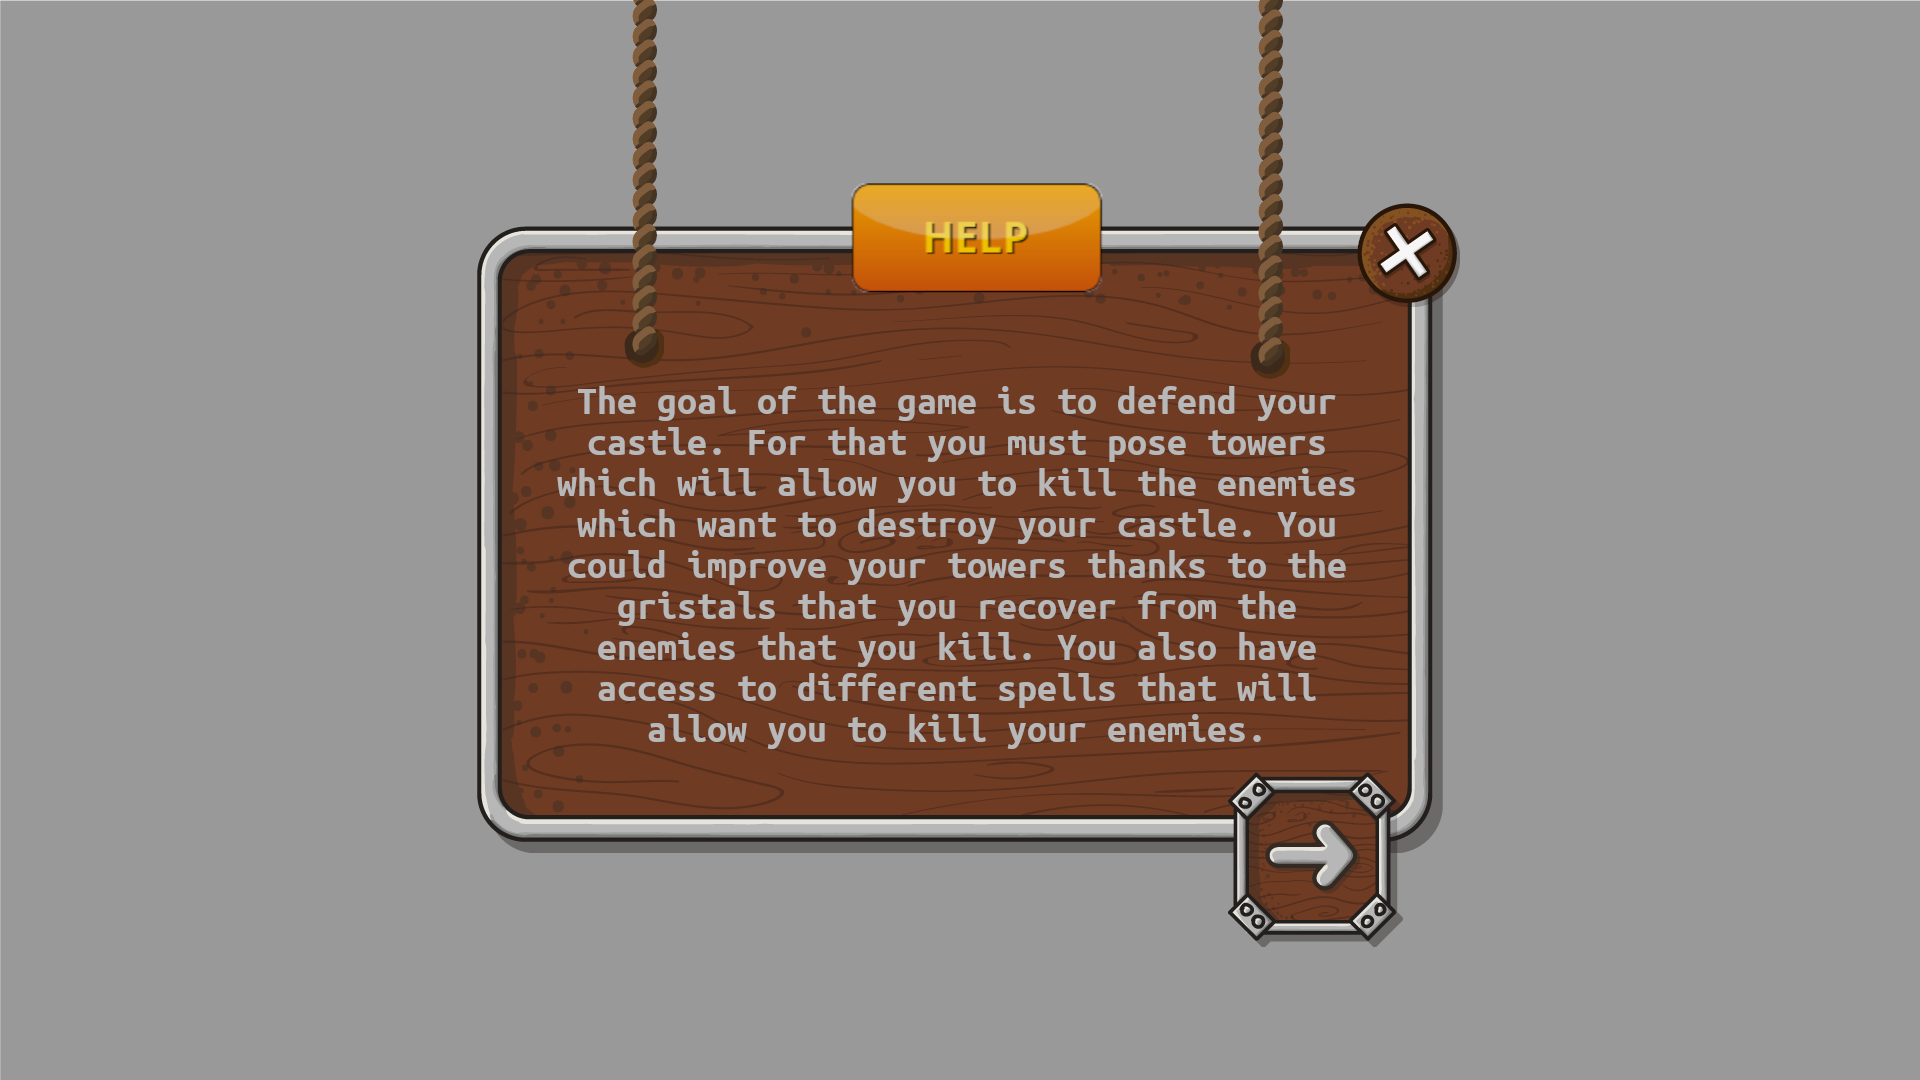 HELP
The goal of the game is to defend your
castle. For that you must pose towers
which will allow you to kill the enemies
which want to destroy your castle. You
could improve your towers thanks to the
gristals that you recover from the
enemies that you kill. You also have
access to different spells that will
allow you to kill your enemies.